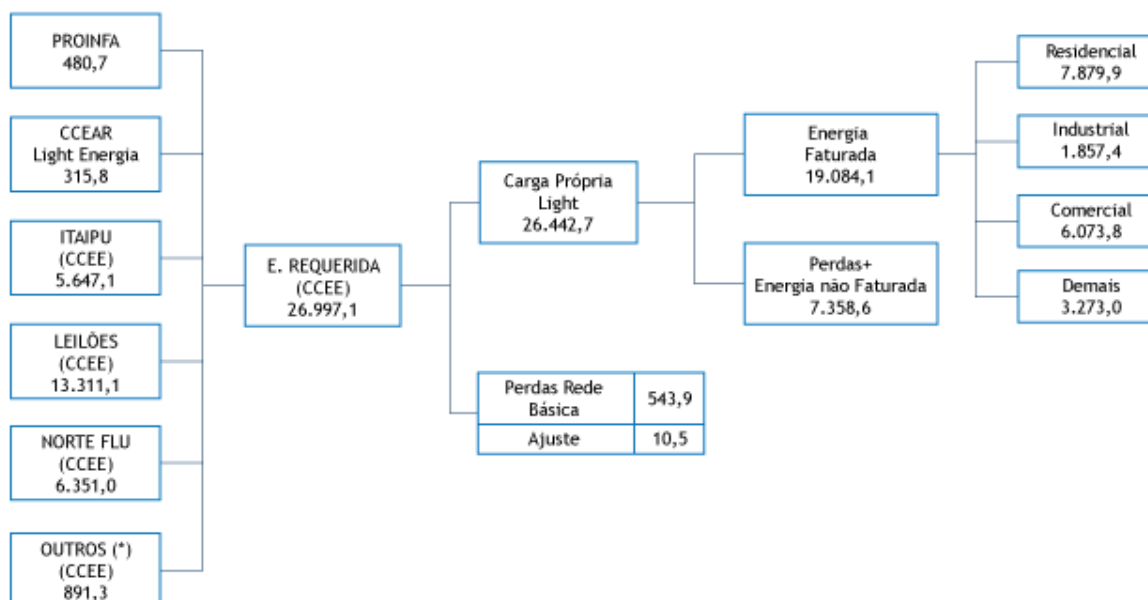 PROINFA
480,7
CCEAR
Light Energia
315,8
ITAIPU
(CCEE)
5.647,1
LEILÕES
(CCEE)
13.311,1
NORTE FLU
(CCEE)
6.351,0
OUTROS (*)
(CCEE)
891,3
E. REQUERIDA
(CCEE)
26.997,1
Carga Própria
Light
26.442,7
Perdas Rede
Básica
543,9
Ajuste
10,5
Energia
Faturada
19.084,1
Perdas+
Energia não Faturada
7.358,6
Residencial
7.879,9
Industrial
1.857,4
Comercial
6.073,8
Demais
3.273,0